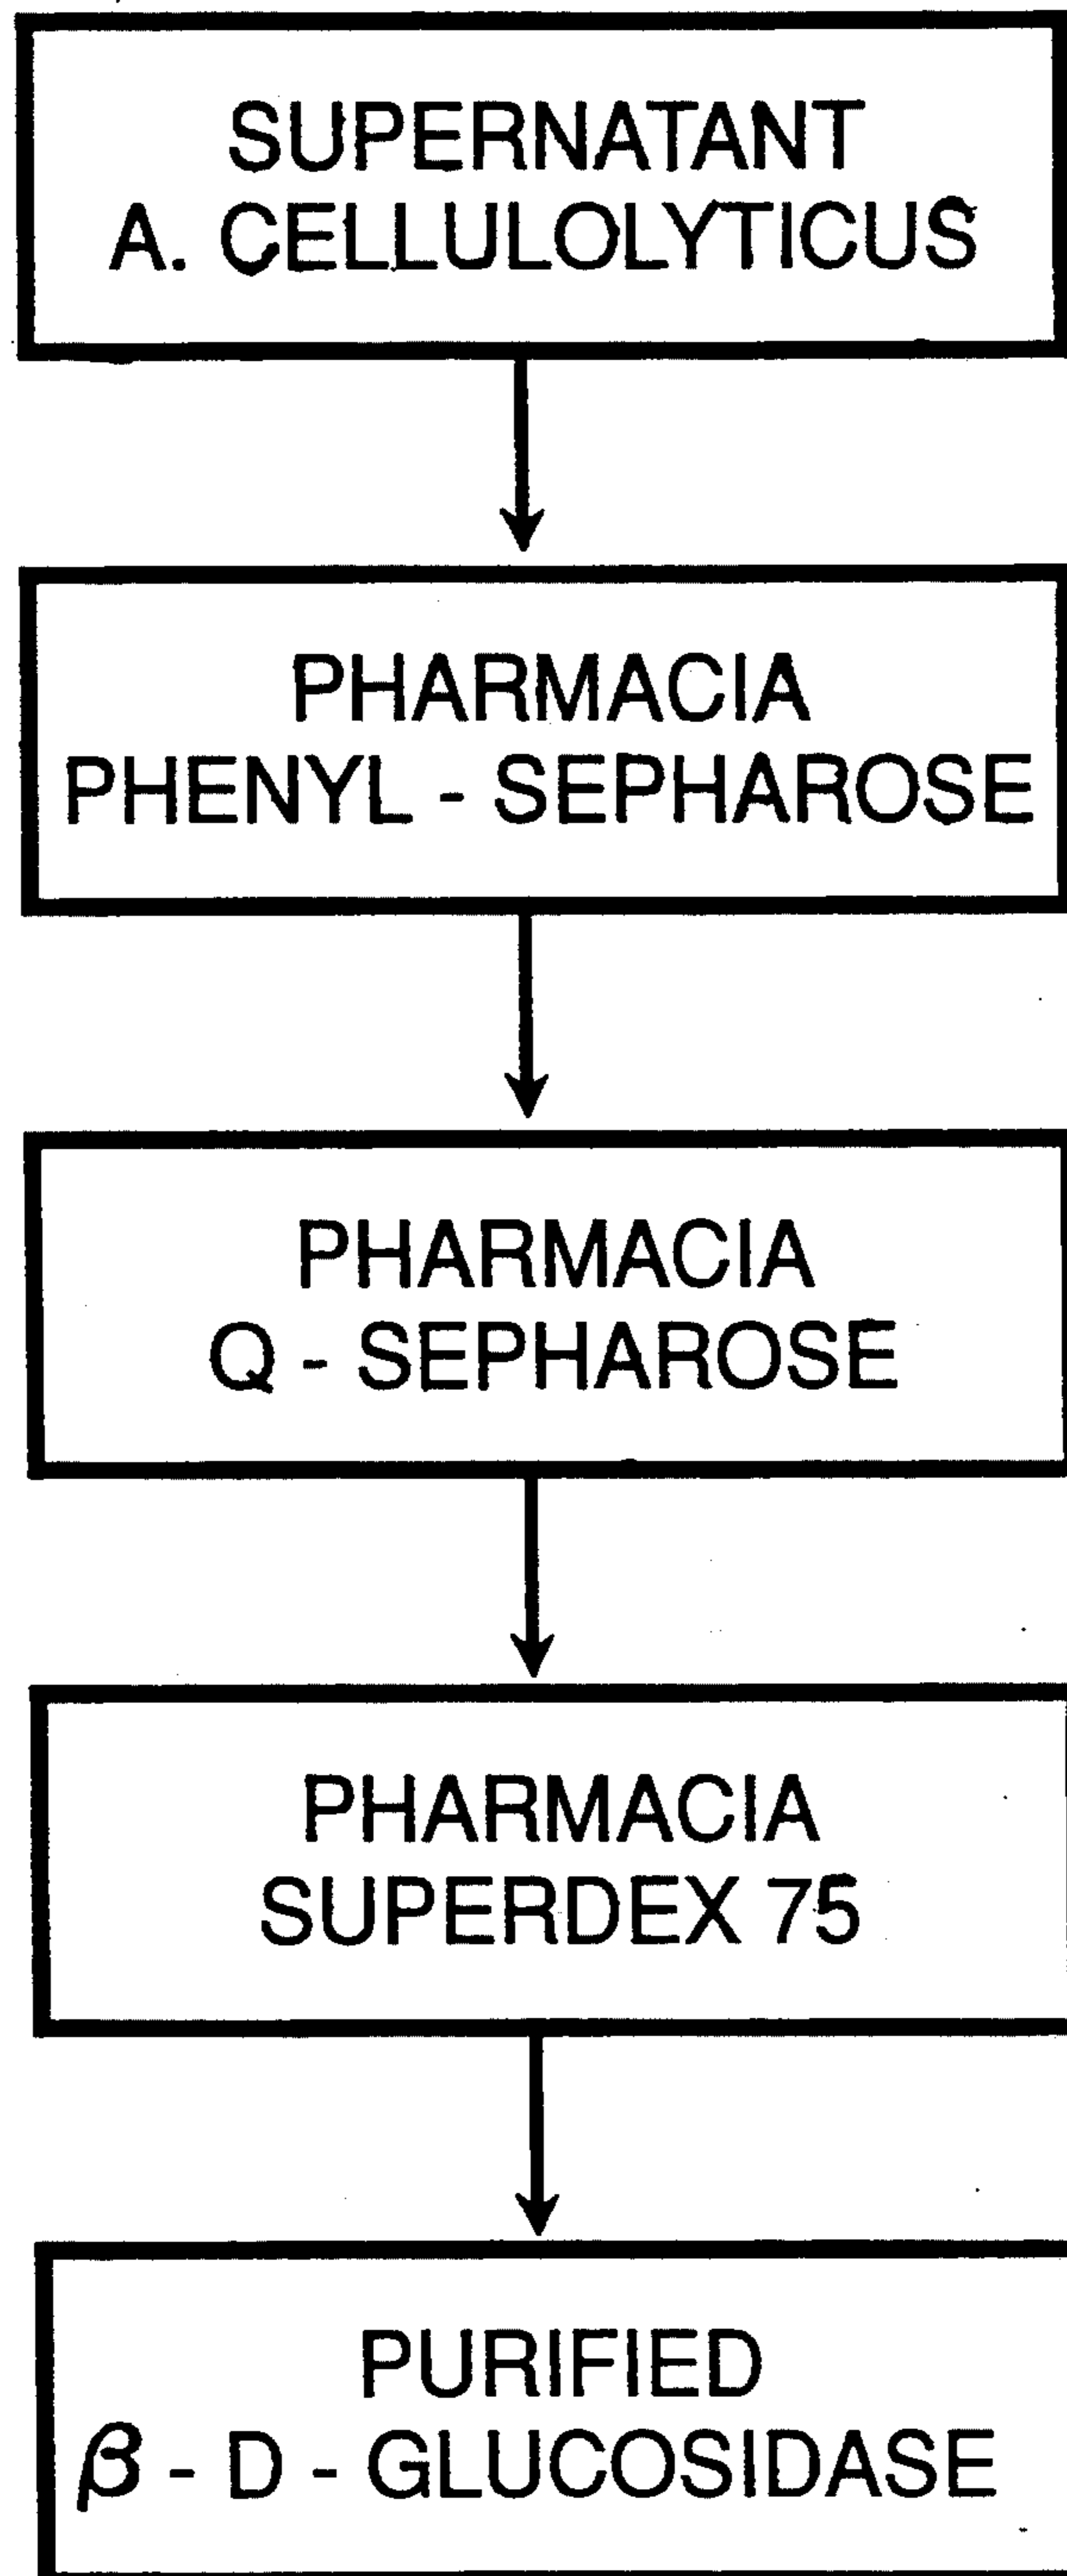 SUPERNATANT
A. CELLULOLYTICUS
PHARMACIA
PHENYL - SEPHAROSE
PHARMACIA
Q - SEPHAROSE
PHARMACIA
SUPERDEX 75
PURIFIED
β - D - GLUCOSIDASE